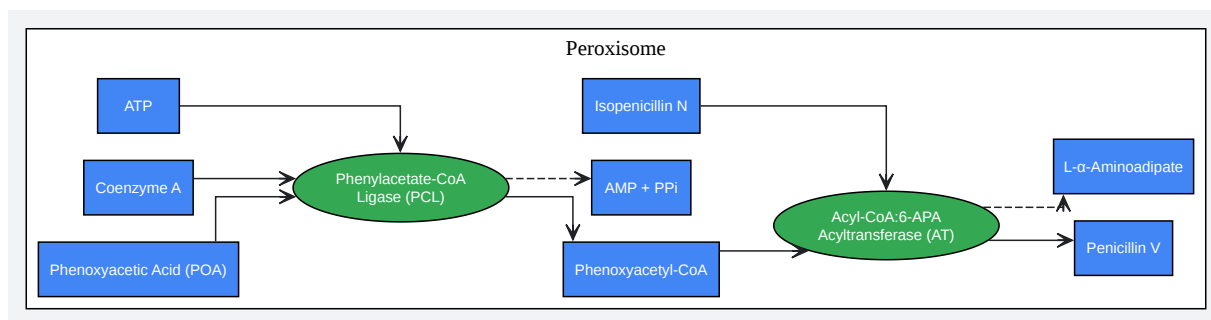 Peroxisome
ATP
Isopenicillin N
L-α-Aminoadipate
Coenzyme A
Phenylacetate-CoA
Ligase (PCL)
AMP + PPi
Acyl-CoA:6-APA
Acyltransferase (AT)
Penicillin V
Phenoxyacetic Acid (POA)
Phenoxyacetyl-CoA